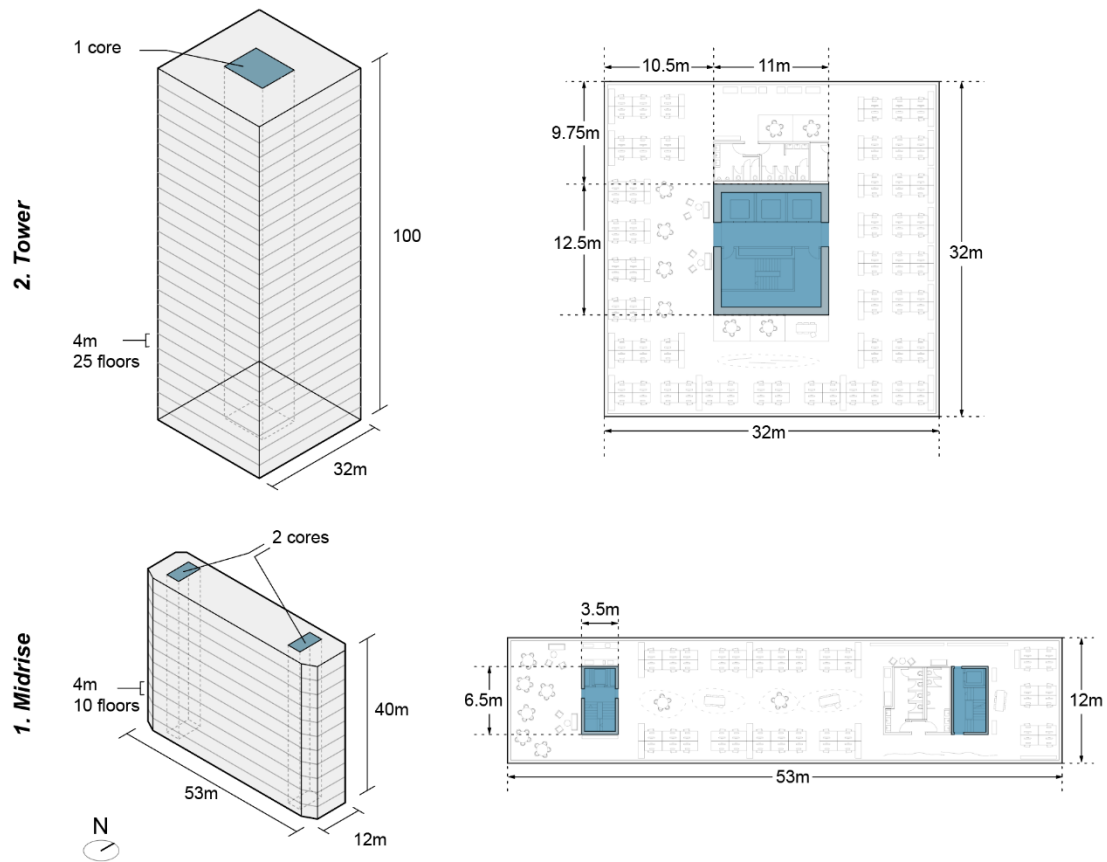 2. Tower
1 core
100
4m
25 floors
32m
10.5m
11m
9.75m
12.5m
32m
32m
1. Midrise
2 cores
4m
10 floors
40m
53m
12m
N
3.5m
6.5m
12m
53m